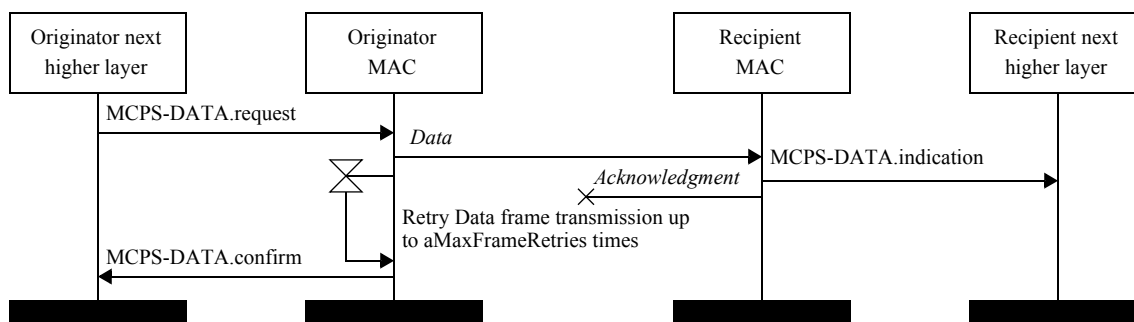 Originator next
higher layer
Originator
MAC
Recipient
MAC
Recipient next
higher layer
MCPS-DATA.request
Data
MCPS-DATA.indication
Acknowledgment
Retry Data frame transmission up
to aMaxFrameRetries times
MCPS-DATA.confirm